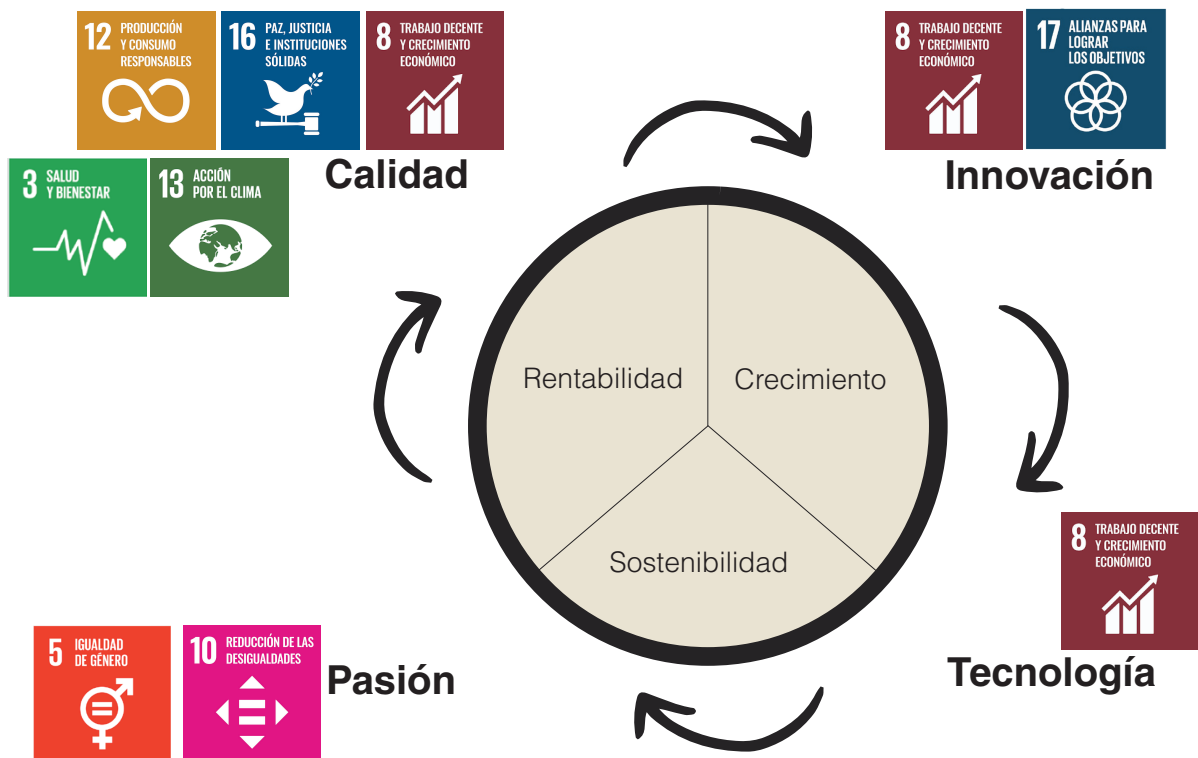 12 PRODUCCIÓN
Y CONSUMO
RESPONSABLES
16 PAZ, JUSTICIA
E INSTITUCIONES
SÓLIDAS
8 TRABAJO DECENTE
Y CRECIMIENTO
ECONÓMICO
3 SALUD
Y BIENESTAR
13 ACCIÓN
POR EL CLIMA
Calidad
8 TRABAJO DECENTE
Y CRECIMIENTO
ECONÓMICO
17 ALIANZAS PARA
LOGRAR
LOS OBJETIVOS
Innovación
Rentabilidad
Crecimiento
Sostenibilidad
8 TRABAJO DECENTE
Y CRECIMIENTO
ECONÓMICO
Tecnología
5 IGUALDAD
DE GÉNERO
10 REDUCCIÓN DE LAS
DESIGUALDADES
Pasión